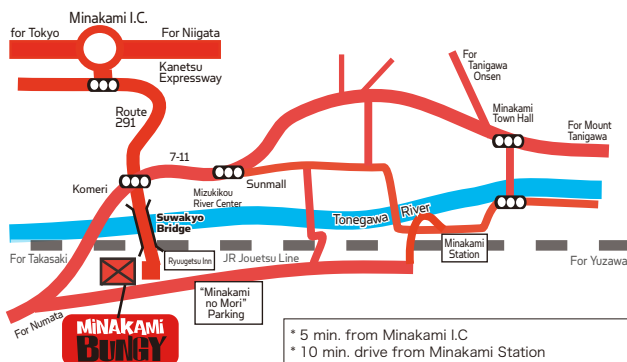 Minakami I.C.
for Tokyo
For Niigata
Kanetsu
Expressway
For
Tanigawa
Onsen
Route
291
Minakami
Town Hall
For Mount
Tanigawa
7-11
Komeri
Sunmall
Mizukikou
River Center
Suwakyo
Bridge
Tonegawa River
Ryuugetsu Inn
Minakami
Station
For Takasaki
JR Jouetsu Line
For Yuzawa
"Minakami
no Mori"
Parking
For Numata
MiNAKAMi
BUNGY
* 5 min. from Minakami I.C
* 10 min. drive from Minakami Station